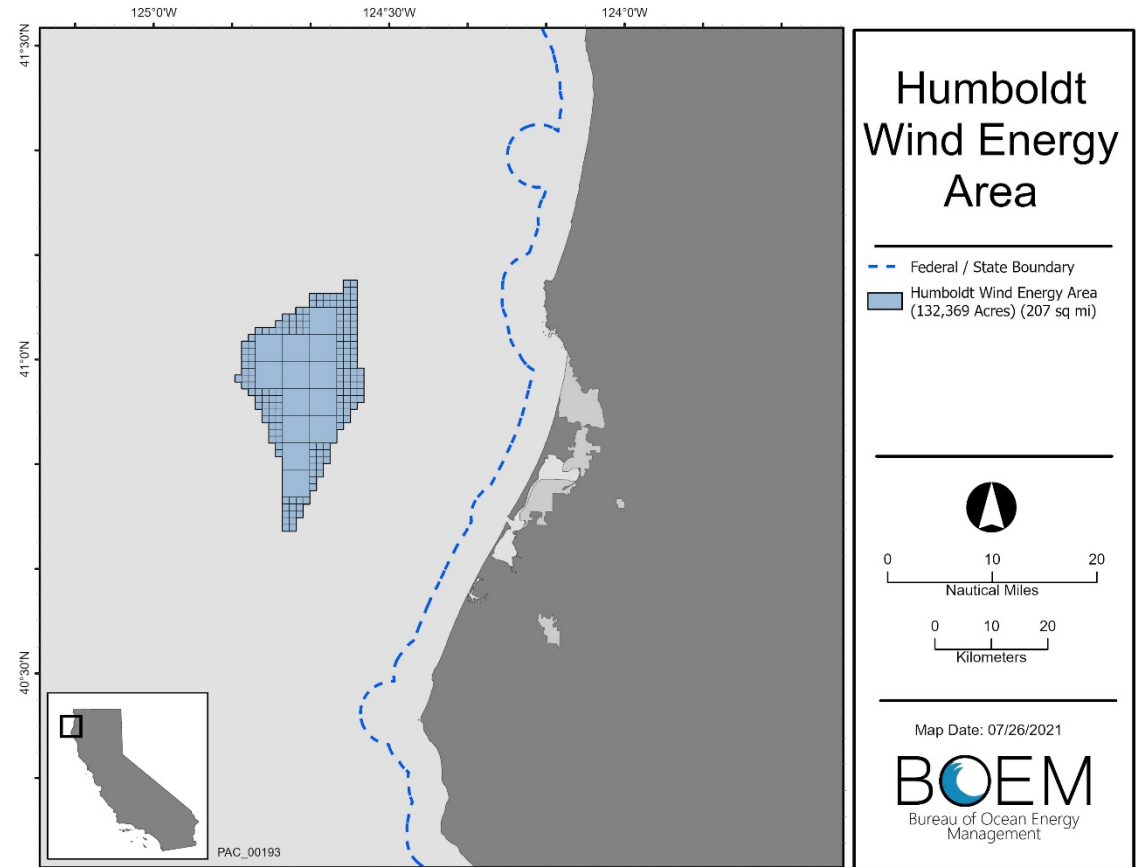 125°0'W
124°30'W
124°0'W
41°30'N
41°0'N
40°30'N
PAC_00193
Humboldt
Wind Energy
Area
Federal / State Boundary
Humboldt Wind Energy Area
(132,369 Acres) (207 sq mi)
0 10 20
Nautical Miles
0 10 20
Kilometers
Map Date: 07/26/2021
BOEM
Bureau of Ocean Energy
Management